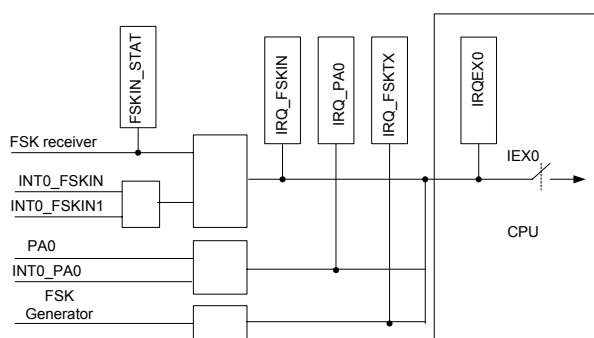 FSKIN_STAT
IRQ_FSKIN
IRQ_PA0
IRQ_FSKTX
IRQEX0
FSK receiver
IEX0
INT0_FSKIN
INT0_FSKIN1
CPU
PA0
INT0_PA0
FSK
Generator